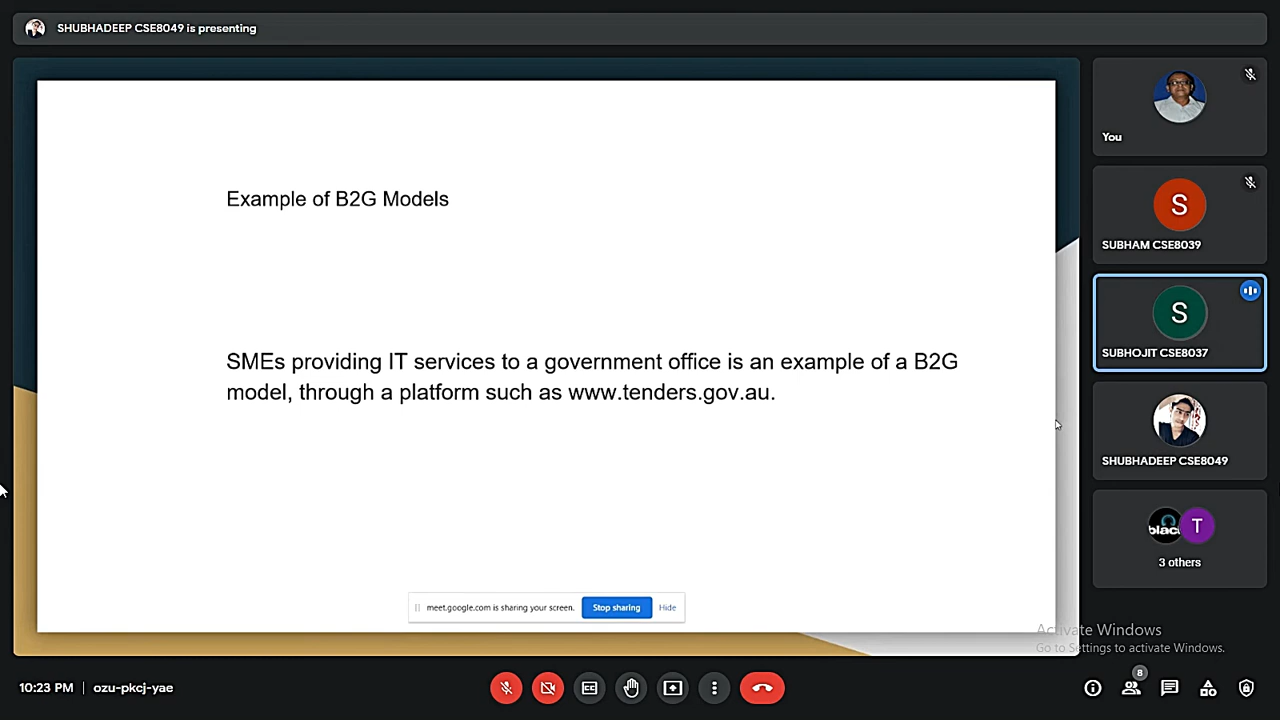 SHUBHADEEP CSE8049 is presenting
Example of B2G Models
SMEs providing IT services to a government office is an example of a B2G
model, through a platform such as www.tenders.gov.au.
meet.google.com is sharing your screen.
Stop sharing
Hide
You
S
SUBHAM CSE8039
S
SUBHOJIT CSE8037
SHUBHADEEP CSE8049
T
3 others
Activate Windows
Go to Settings to activate Windows.
10:23 PM
ozu-pkcj-yae
8